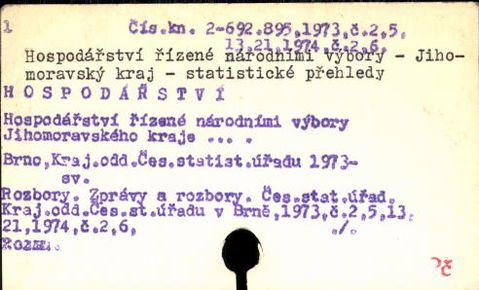 1 Čís.kn. 2-692.895,1973,č.2,5,
13,21,1974,č.2,6,
Hospodářství řízené národními výbory - Jiho-
moravský kraj - statistické přehledy
HOSPODÁŘSTVÍ
Hospodářství řízené národními výbory
Jihomoravského kraje ... .
Brno,Kraj.odd.Čes.statist.úřadu 1973-
sv.
Rozbory. Zprávy a rozbory. Čes.stat.úřad.
Kraj.odd.Čes.st.úřadu v Brně,1973,č.2,5,13,
21,1974,č.2,6, ./.